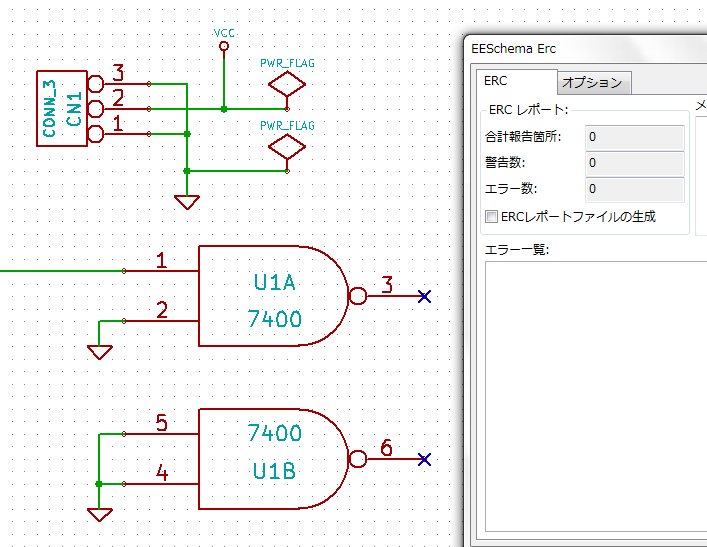 VCC
PWR_FLAG
CONN_3
CN1
3
2
1
PWR_FLAG
1
2
U1A
7400
3
5
4
7400
U1B
6
EESchema Erc
ERC オプション
ERC レポート:
メ
合計報告箇所: 0
警告数: 0
エラー数: 0
ERCレポートファイルの生成
エラー一覧: